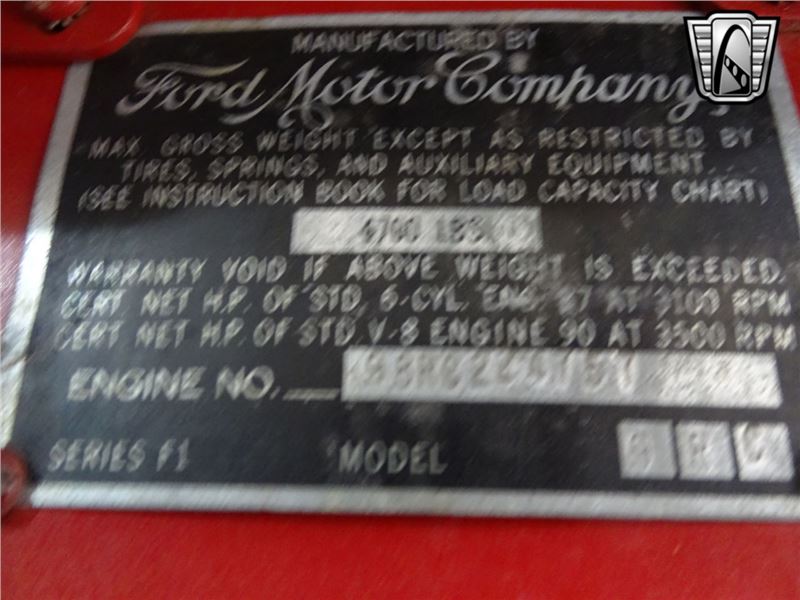 MANUFACTURED BY
Ford Motor Company
MAX. GROSS WEIGHT EXCEPT AS RESTRICTED BY
TIRES, SPRINGS, AND AUXILIARY EQUIPMENT...
(SEE INSTRUCTION BOOK FOR LOAD CAPACITY CHART)
4700 LBS.
WARRANTY VOID IF ABOVE WEIGHT IS EXCEEDED.
CERT NET H.P. OF STD 6-CYL. ENG. AT 3100 RPM
CERT NET H.P. OF STD. V-8 ENGINE 90 AT 3500 RPM
ENGINE NO.
SERIES F1 MODEL